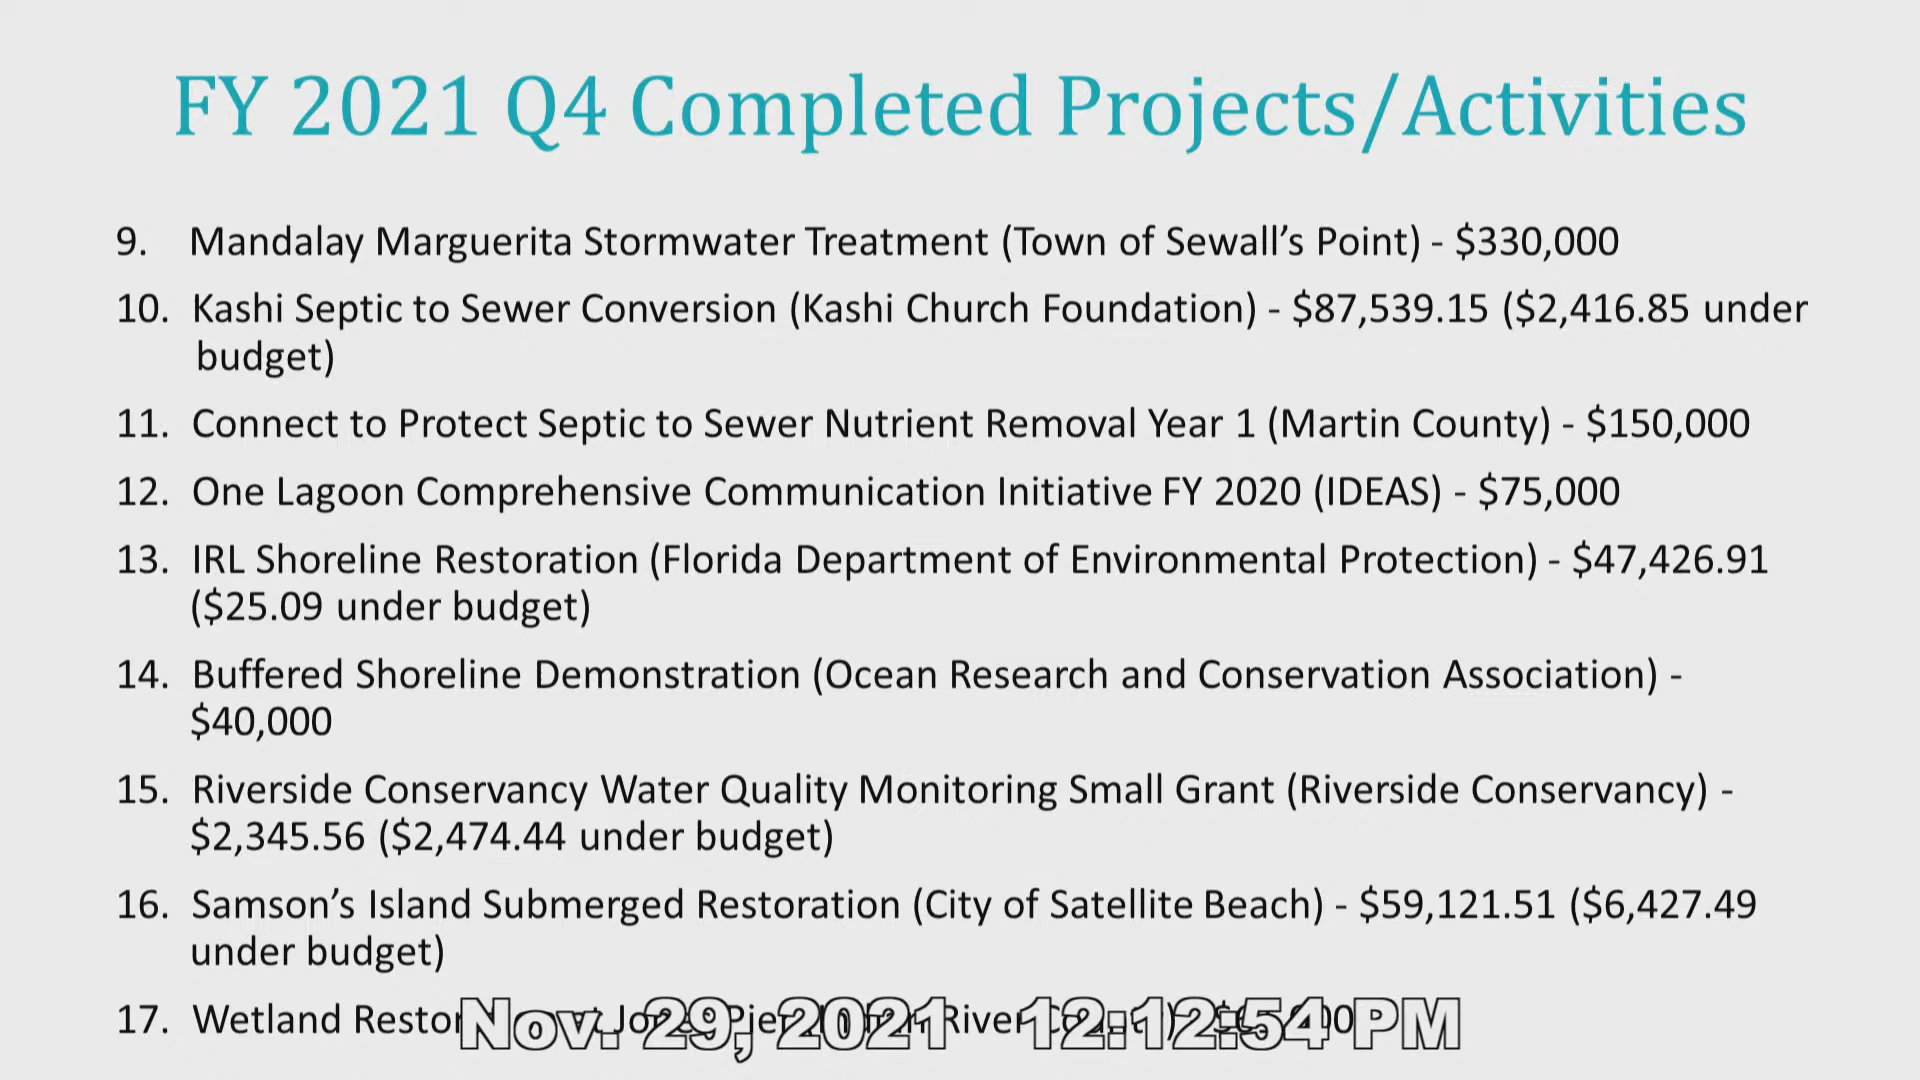 FY 2021 Q4 Completed Projects/Activities
9. Mandalay Marguerita Stormwater Treatment (Town of Sewall’s Point) - $330,000
10. Kashi Septic to Sewer Conversion (Kashi Church Foundation) - $87,539.15 ($2,416.85 under
budget)
11. Connect to Protect Septic to Sewer Nutrient Removal Year 1 (Martin County) - $150,000
12. One Lagoon Comprehensive Communication Initiative FY 2020 (IDEAS) - $75,000
13. IRL Shoreline Restoration (Florida Department of Environmental Protection) - $47,426.91
($25.09 under budget)
14. Buffered Shoreline Demonstration (Ocean Research and Conservation Association) -
$40,000
15. Riverside Conservancy Water Quality Monitoring Small Grant (Riverside Conservancy) -
$2,345.56 ($2,474.44 under budget)
16. Samson’s Island Submerged Restoration (City of Satellite Beach) - $59,121.51 ($6,427.49
under budget)
17. Wetland River
Nov. 29, 2021 12:12:54 PM